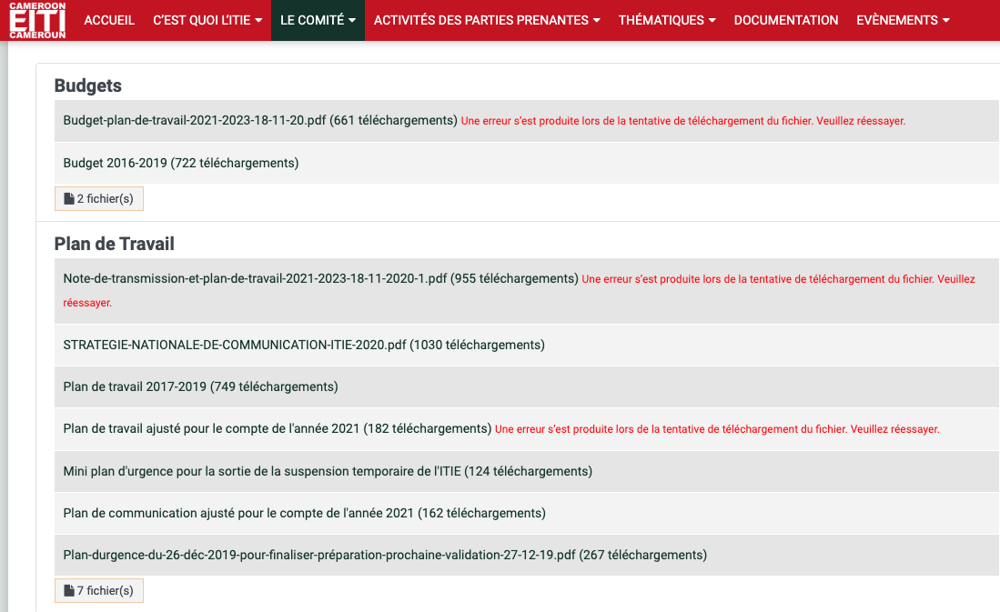 CAMEROON
EITI
CAMEROUN
ACCUEIL C'EST QUOI L'ITIE LE COMITÉ ACTIVITÉS DES PARTIES PRENANTES THÉMATIQUES DOCUMENTATION EVÈNEMENTS
Budgets
Budget-plan-de-travail-2021-2023-18-11-20.pdf (661 téléchargements) Une erreur s'est produite lors de la tentative de téléchargement du fichier. Veuillez réessayer.
Budget 2016-2019 (722 téléchargements)
2 fichier(s)
Plan de Travail
Note-de-transmission-et-plan-de-travail-2021-2023-18-11-2020-1.pdf (955 téléchargements) Une erreur s'est produite lors de la tentative de téléchargement du fichier. Veuillez
réessayer.
STRATEGIE-NATIONALE-DE-COMMUNICATION-ITIE-2020.pdf (1030 téléchargements)
Plan de travail 2017-2019 (749 téléchargements)
Plan de travail ajusté pour le compte de l'année 2021 (182 téléchargements) Une erreur s'est produite lors de la tentative de téléchargement du fichier. Veuillez réessayer.
Mini plan d'urgence pour la sortie de la suspension temporaire de l'ITIE (124 téléchargements)
Plan de communication ajusté pour le compte de l'année 2021 (162 téléchargements)
Plan-durgence-du-26-déc-2019-pour-finaliser-préparation-prochaine-validation-27-12-19.pdf (267 téléchargements)
7 fichier(s)